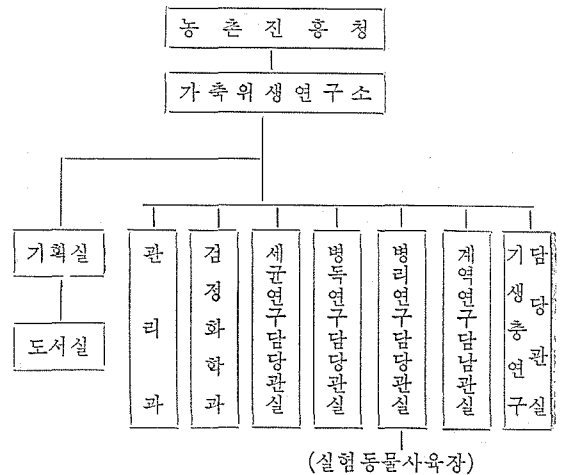 농촌진흥청
가축위생연구소
기획실
도서실
관리과
검정화학과
세균연구담당관실
병독연구담당관실
병리연구담당관실
계역연구담남관실
기생충연구
담당관실
(실험동물사육장)